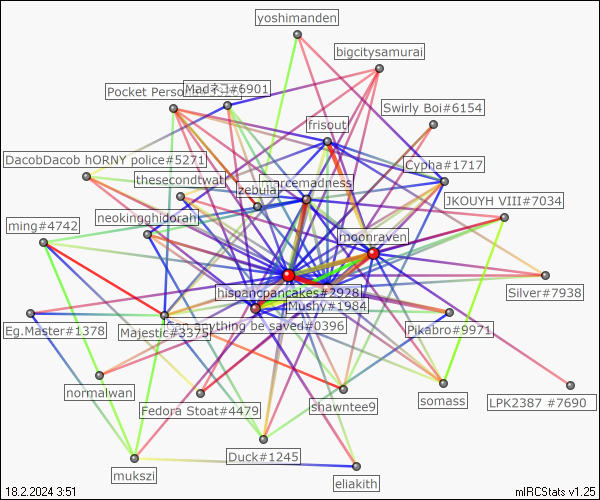 yoshimanden
bigcitysamurai
Pocket Person
Madネコ#6901
Swirly Boi#6154
frisout
DacobDacob hORNY police#5271
Cypha#1717
thesecondtwat
zebula
marcemadness
JKOUYH VIII#7034
neokingghidorah
ming#4742
moonraven
Silver#7938
hispancpancakes#2928
Mushy#1984
Eg.Master#1378
Majestic#3375
can anything be saved#0396
Pikabro#9971
normalwan
Fedora Stoat#4479
shawntee9
somass
LPK2387 #7690
Duck#1245
mukszi
eliakith
18.2.2024 3:51
mIRCStats v1.25